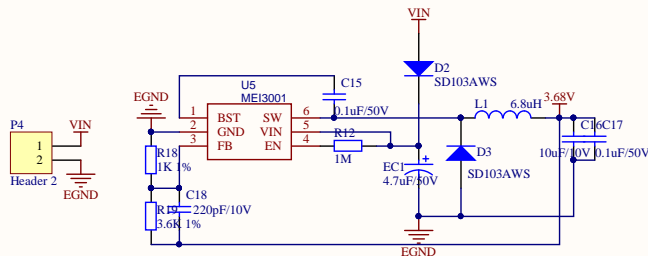 VIN
D2
SD103AWS
U5
MEI3001
C15
0.1uF/50V
EGND
1
2
3
BST
GND
FB
SW
VIN
EN
6
5
4
L1
6.8uH
3.68V
P4
1
2
VIN
EGND
Header 2
R12
1M
R18
1K 1%
C18
220pF/10V
R19
3.6K 1%
EC1
4.7uF/50V
D3
SD103AWS
C16
C17
10uF/10V
0.1uF/50V
EGND